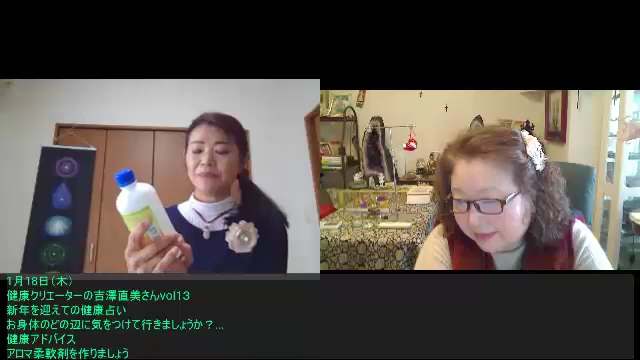 1月18日（木）
健康クリエーターの吉澤直美さんvol13
新年を迎えての健康占い
お身体のどの辺に気をつけて行きましょうか？...
健康アドバイス
アロマ柔軟剤を作りましょう